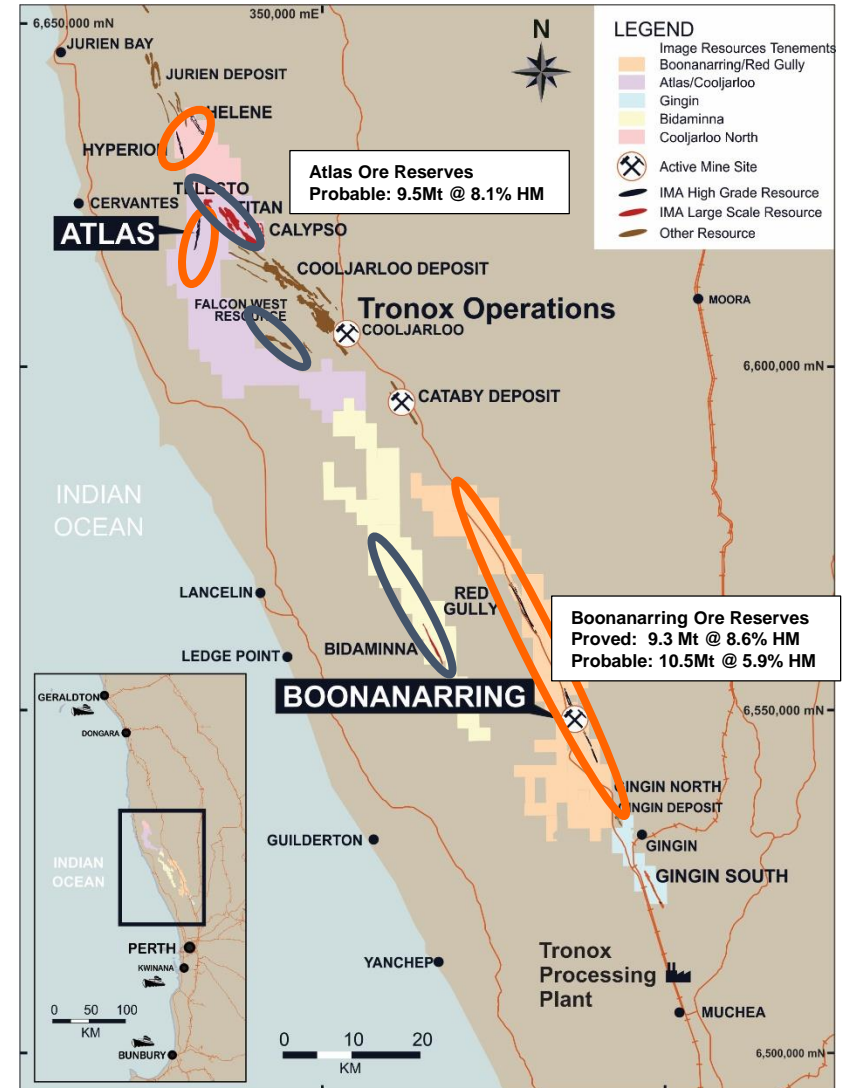 6,650,000 mN
350,000 mE
JURIEN BAY
JURIEN DEPOSIT
N
LEGEND
Image Resources Tenements
Boonanarring/Red Gully
Atlas/Cooljarloo
Gingin
Bidaminna
Cooljarloo North
Active Mine Site
IMA High Grade Resource
IMA Large Scale Resource
Other Resource
HELENE
HYPERION
Atlas Ore Reserves
Probable: 9.5Mt @ 8.1% HM
TELESTO
TITAN
CERVANTES
ATLAS
CALYPSO
COOLJARLOO DEPOSIT
FALCON WEST
RESOURCE
Tronox Operations
COOLJARLOO
MOORA
6,600,000 mN
CATABY DEPOSIT
INDIAN
OCEAN
LANCELIN
RED
GULLY
Boonanarring Ore Reserves
Proved: 9.3 Mt @ 8.6% HM
Probable: 10.5Mt @ 5.9% HM
LEDGE POINT
BIDAMINNA
BOONANARRING
6,550,000 mN
GINGIN NORTH
GINGIN DEPOSIT
GUILDERTON
GINGIN
GINGIN SOUTH
YANCHEP
Tronox
Processing
Plant
MUCHEA
6,500,000 mN
0 10 20
KM
GERALDTON
DONGARA
INDIAN
OCEAN
PERTH
KWINANA
0 50 100
KM
BUNBURY